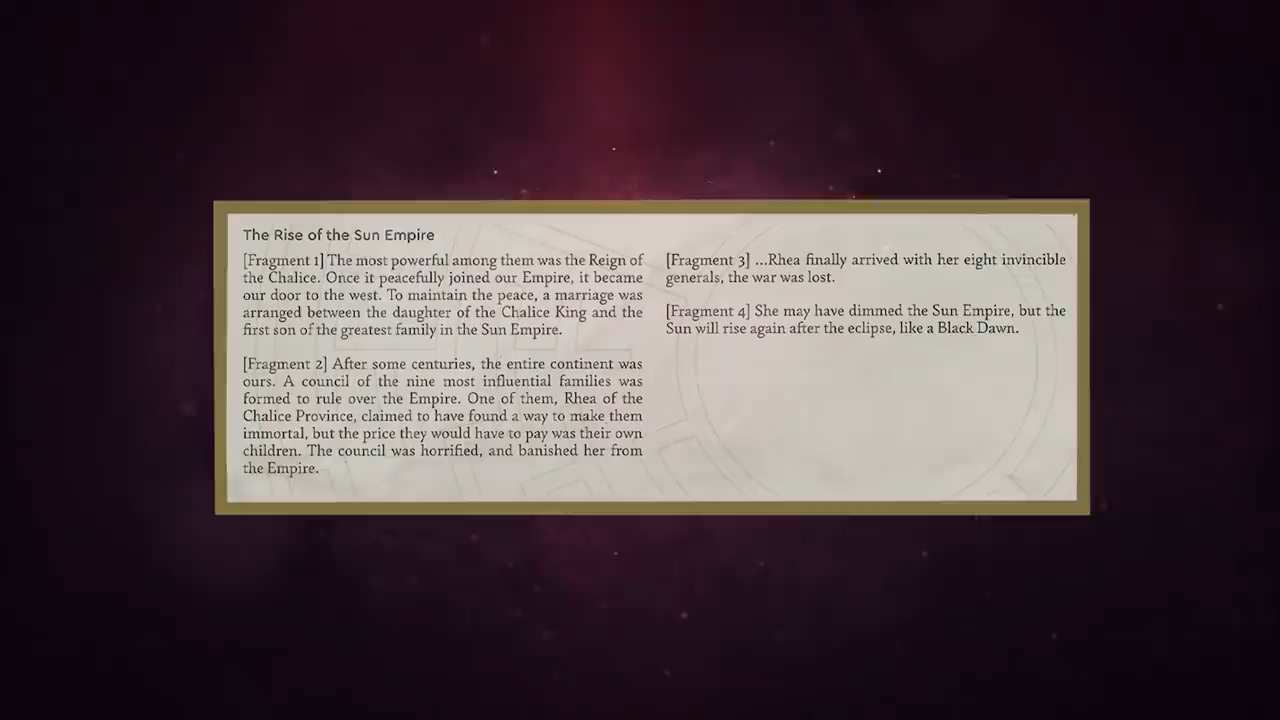 The Rise of the Sun Empire
[Fragment 1] The most powerful among them was the Reign of
the Chalice. Once it peacefully joined our Empire, it became
our door to the west. To maintain the peace, a marriage was
arranged between the daughter of the Chalice King and the
first son of the greatest family in the Sun Empire.
[Fragment 2] After some centuries, the entire continent was
ours. A council of the nine most influential families was
formed to rule over the Empire. One of them, Rhea of the
Chalice Province, claimed to have found a way to make them
immortal, but the price they would have to pay was their own
children. The council was horrified, and banished her from
the Empire.
[Fragment 3] ...Rhea finally arrived with her eight invincible
generals, the war was lost.
[Fragment 4] She may have dimmed the Sun Empire, but the
Sun will rise again after the eclipse, like a Black Dawn.